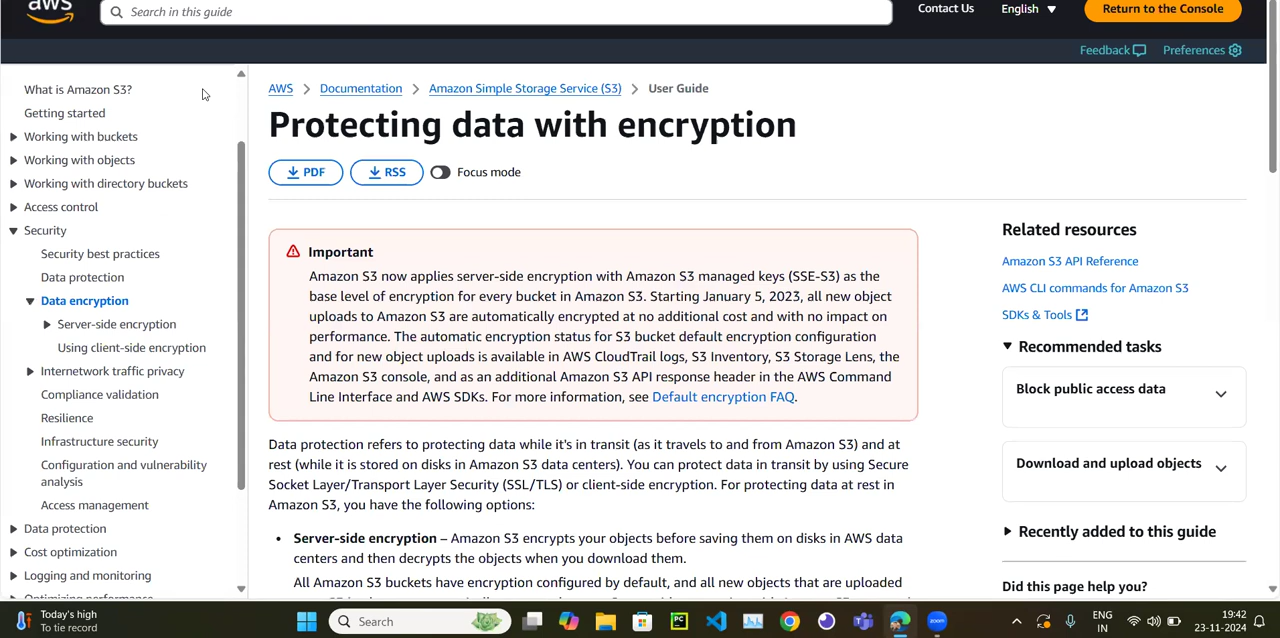 aws
Search in this guide
Contact Us
English
Return to the Console
Feedback
Preferences
What is Amazon S3?
Getting started
Working with buckets
Working with objects
Working with directory buckets
Access control
Security
Security best practices
Data protection
Data encryption
Server-side encryption
Using client-side encryption
Internetwork traffic privacy
Compliance validation
Resilience
Infrastructure security
Configuration and vulnerability
analysis
Access management
Data protection
Cost optimization
Logging and monitoring
Optimizing performance
AWS > Documentation > Amazon Simple Storage Service (S3) > User Guide
Protecting data with encryption
PDF
RSS
Focus mode
Important
Amazon S3 now applies server-side encryption with Amazon S3 managed keys (SSE-S3) as the
base level of encryption for every bucket in Amazon S3. Starting January 5, 2023, all new object
uploads to Amazon S3 are automatically encrypted at no additional cost and with no impact on
performance. The automatic encryption status for S3 bucket default encryption configuration
and for new object uploads is available in AWS CloudTrail logs, S3 Inventory, S3 Storage Lens, the
Amazon S3 console, and as an additional Amazon S3 API response header in the AWS Command
Line Interface and AWS SDKs. For more information, see Default encryption FAQ.
Data protection refers to protecting data while it's in transit (as it travels to and from Amazon S3) and at
rest (while it is stored on disks in Amazon S3 data centers). You can protect data in transit by using Secure
Socket Layer/Transport Layer Security (SSL/TLS) or client-side encryption. For protecting data at rest in
Amazon S3, you have the following options:
• Server-side encryption – Amazon S3 encrypts your objects before saving them on disks in AWS data
centers and then decrypts the objects when you download them.
All Amazon S3 buckets have encryption configured by default, and all new objects that are uploaded
Related resources
Amazon S3 API Reference
AWS CLI commands for Amazon S3
SDKs & Tools
Recommended tasks
Block public access data
Download and upload objects
Recently added to this guide
Did this page help you?
Today's high
To tie record
Search
zoom
ENG
IN
19:42
23-11-2024